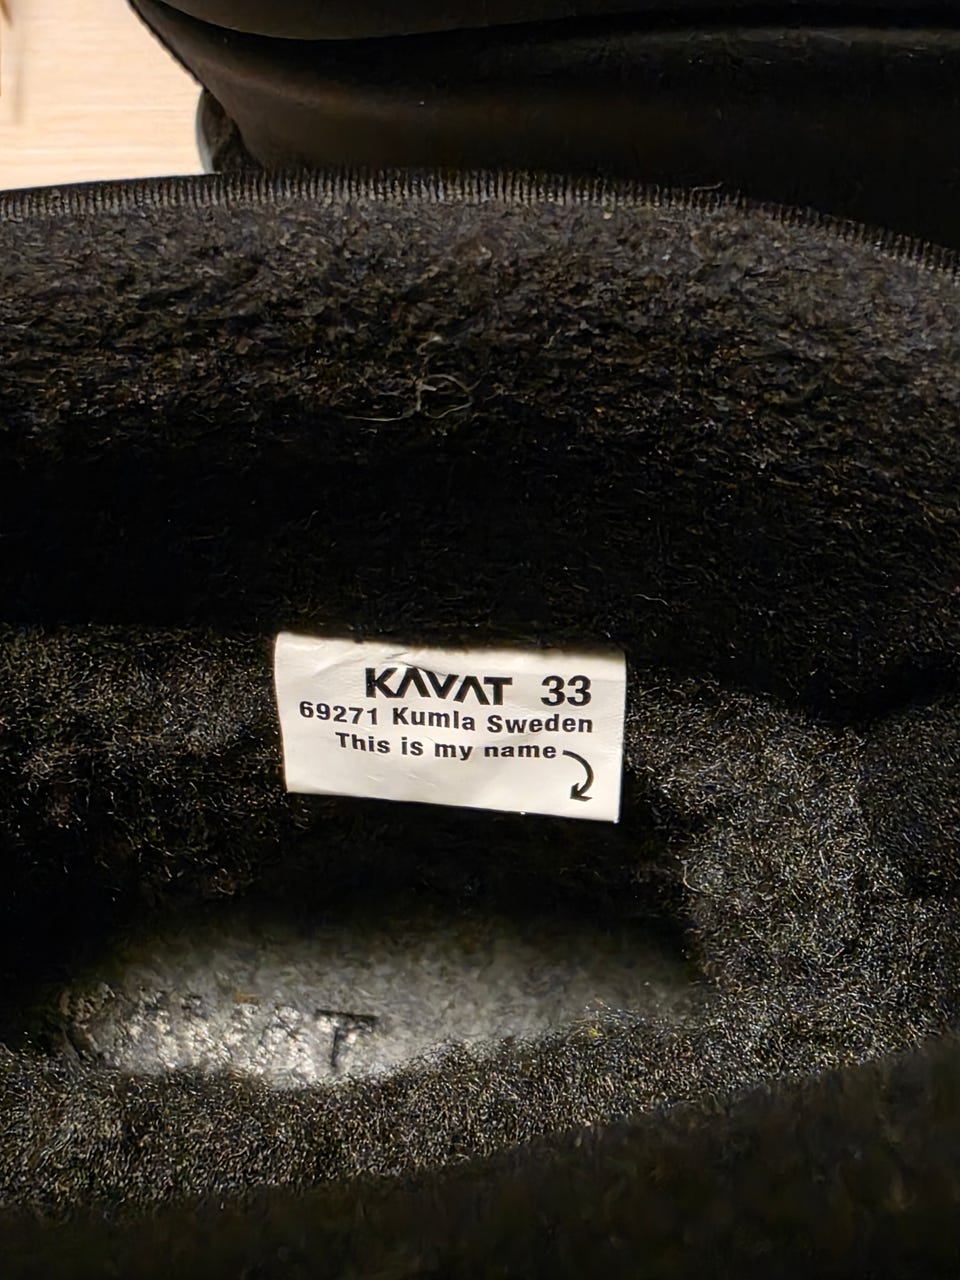 KAVAT 33
69271 Kumla Sweden
This is my name